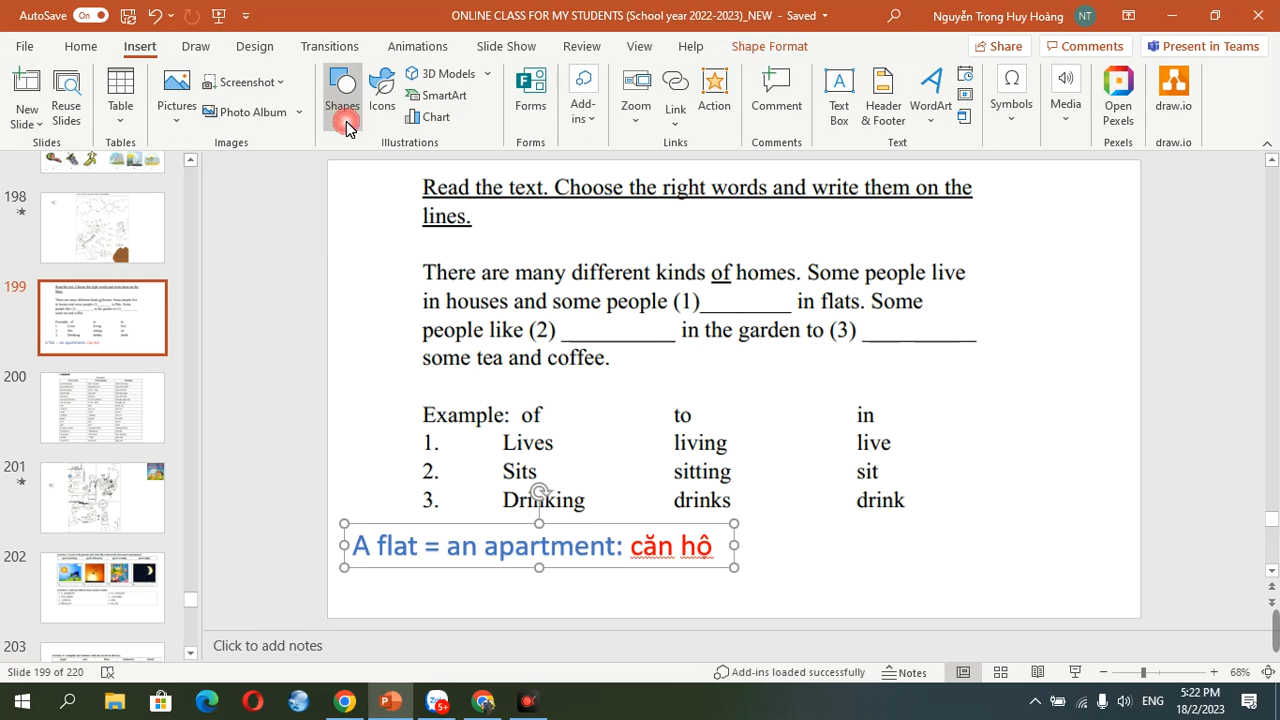 AutoSave On
ONLINE CLASS FOR MY STUDENTS (School year 2022-2023)_NEW - Saved
Nguyễn Trọng Huy Hoàng NT
File Home Insert Draw Design Transitions Animations Slide Show Review View Help Shape Format
Share Comments Present in Teams
New Slide
Reuse Slides
Table
Pictures
Screenshot
Photo Album
Shapes
Icons
3D Models
SmartArt
Chart
Forms
Add-ins
Zoom
Link
Action
Comment
Text Box
Header & Footer
WordArt
Symbols
Media
Open Pexels
draw.io
Slides Tables Images Illustrations Forms Links Comments Text Pexels draw.io
198
199
200
201
202
203
Read the text. Choose the right words and write them on the
lines.
There are many different kinds of homes. Some people live
in houses and some people (1)________ in flats. Some
people like (2) __________ in the garden to (3) __________
some tea and coffee.
Example: of to in
1. Lives living live
2. Sits sitting sit
3. Drinking drinks drink
A flat = an apartment: căn hộ
Click to add notes
Slide 199 of 220
Add-ins loaded successfully
Notes
68%
Zalo
5+
ENG
5:22 PM
18/2/2023